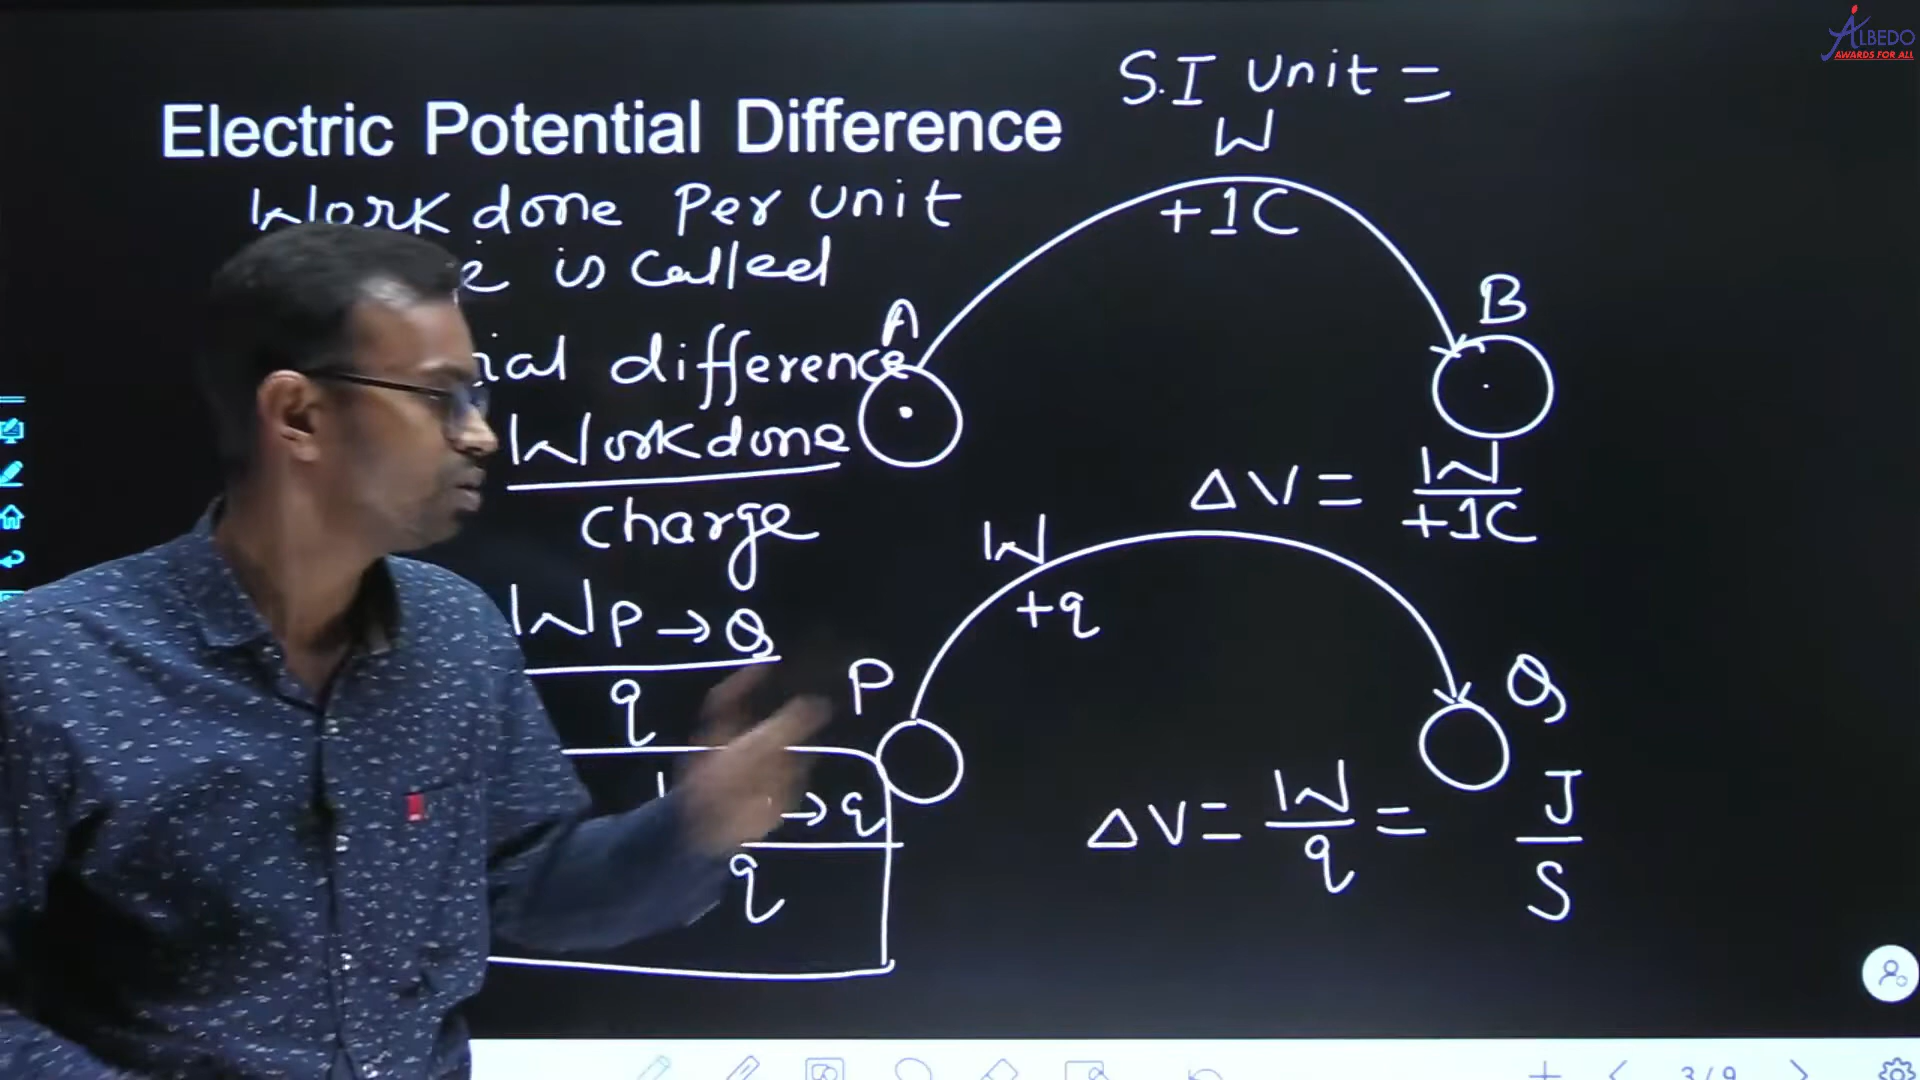 ALBEDO
AWARDS FOR ALL
S.I Unit =
Electric Potential Difference
Work done Per Unit
is Called
difference
Workdone
Charge
W P → Q
q
→ q
q
W
+1C
A
B
ΔV = W
+1C
W
+q
P
Q
ΔV = W = J
q S
3/9